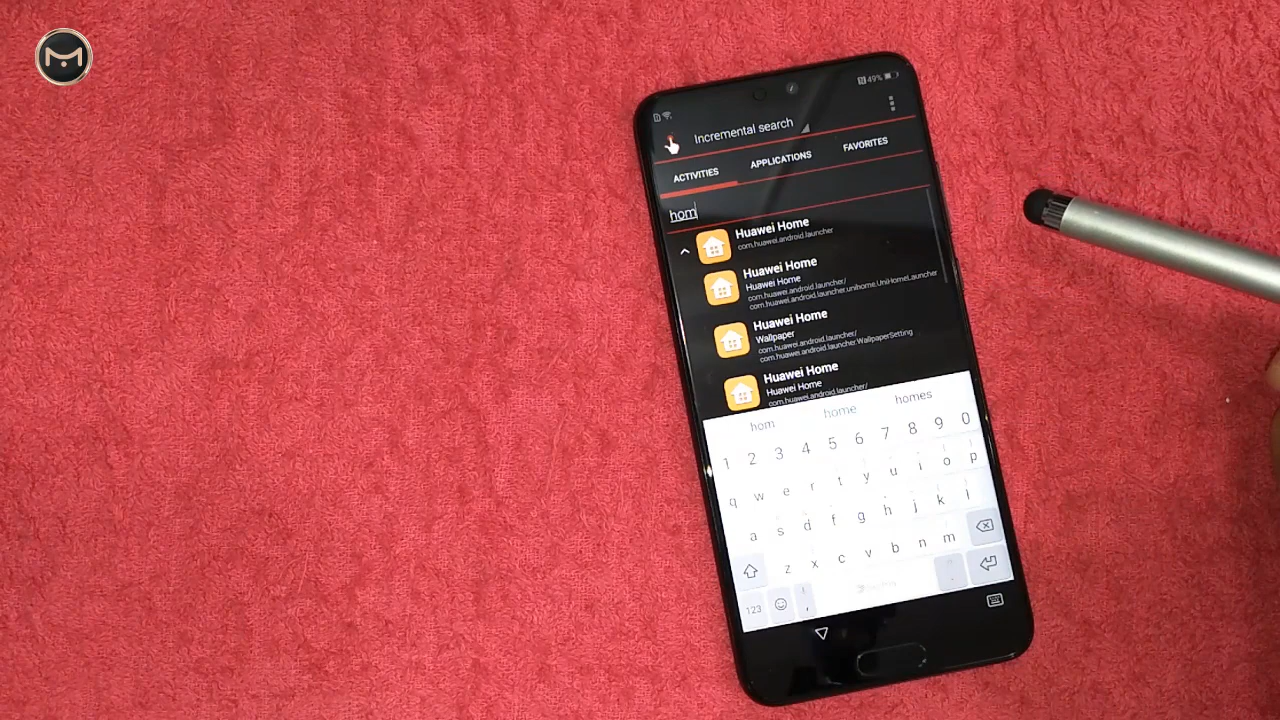 49%
Incremental search
ACTIVITIES
APPLICATIONS
FAVORITES
hom
Huawei Home
com.huawei.android.launcher
Huawei Home
Huawei Home
com.huawei.android.launcher/
com.huawei.android.launcher.unihome.UniHomeLauncher
Huawei Home
Wallpaper
com.huawei.android.launcher/
com.huawei.android.launcher.WallpaperSetting
Huawei Home
Huawei Home
com.huawei.android.launcher/
hom home homes
1 2 3 4 5 6 7 8 9 0
q w e r t y u i o p
a s d f g h j k l
z x c v b n m
123 , .